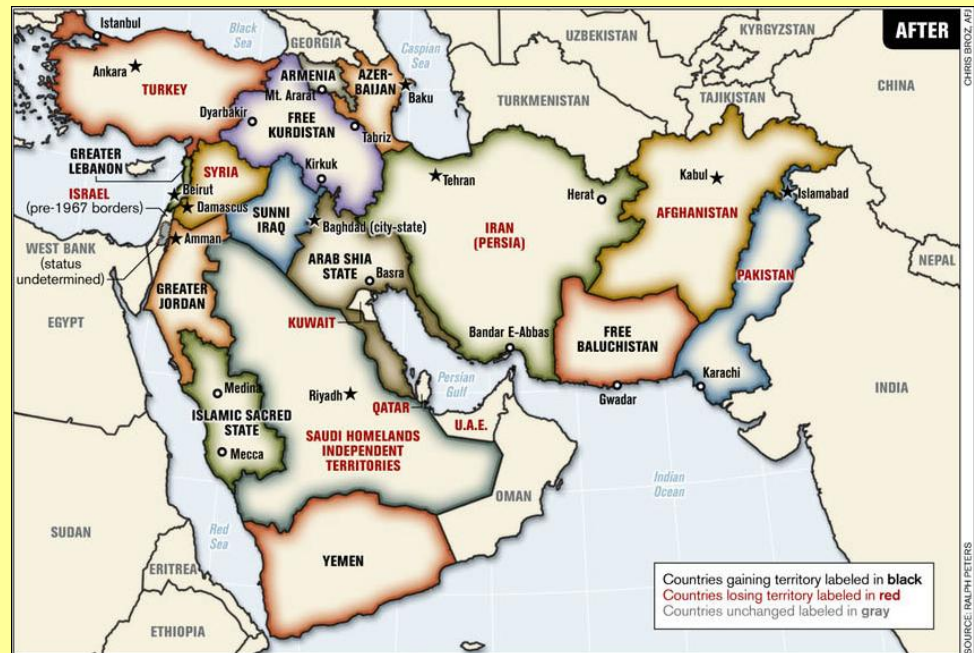 AFTER
CHRIS BROZ, AFJ
Istanbul
Black
Sea
GEORGIA
Caspian
Sea
UZBEKISTAN
KYRGYZSTAN
Ankara
TURKEY
ARMENIA
Mt. Ararat
AZER-
BAIJAN
Baku
TURKMENISTAN
TAJIKISTAN
CHINA
Dyarbakir
FREE
KURDISTAN
Tabriz
GREATER
LEBANON
SYRIA
Kirkuk
Tehran
Herat
Kabul
Islamabad
ISRAEL
(pre-1967 borders)
Beirut
Damascus
SUNNI
IRAQ
Baghdad (city-state)
IRAN
(PERSIA)
AFGHANISTAN
WEST BANK
(status
undetermined)
Amman
ARAB SHIA
STATE
Basra
PAKISTAN
NEPAL
GREATER
JORDAN
EGYPT
KUWAIT
Bandar E-Abbas
FREE
BALUCHISTAN
Karachi
Gwadar
INDIA
Medina
ISLAMIC SACRED
STATE
Mecca
Riyadh
Persian
Gulf
QATAR
U.A.E.
SAUDI HOMELANDS
INDEPENDENT
TERRITORIES
OMAN
Indian
Ocean
SUDAN
Red
Sea
YEMEN
ERITREA
ETHIOPIA
Countries gaining territory labeled in black
Countries losing territory labeled in red
Countries unchanged labeled in gray
SOURCE: RALPH PETERS